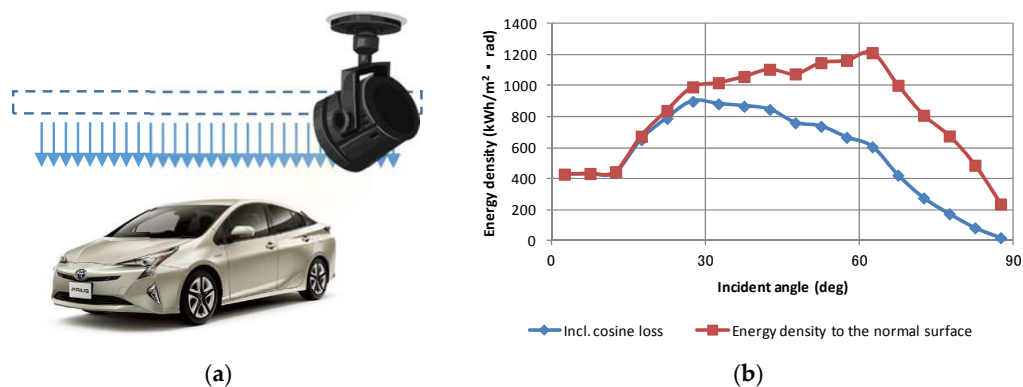 PRIUS
(a)
1400
1200
1000
800
600
400
200
0
0 30 60 90
Energy density (kWh/m² • rad)
Incident angle (deg)
Incl. cosine loss
Energy density to the normal surface
(b)